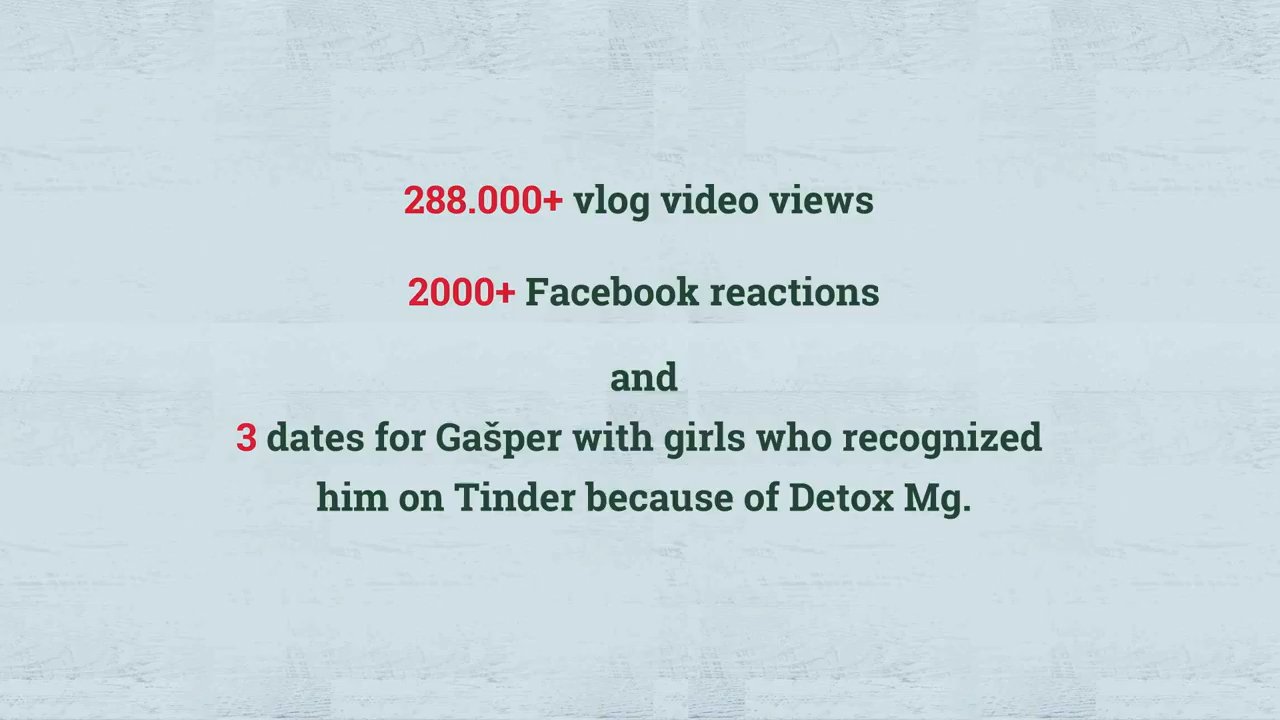 288.000+ vlog video views
2000+ Facebook reactions
and
3 dates for Gašper with girls who recognized
him on Tinder because of Detox Mg.